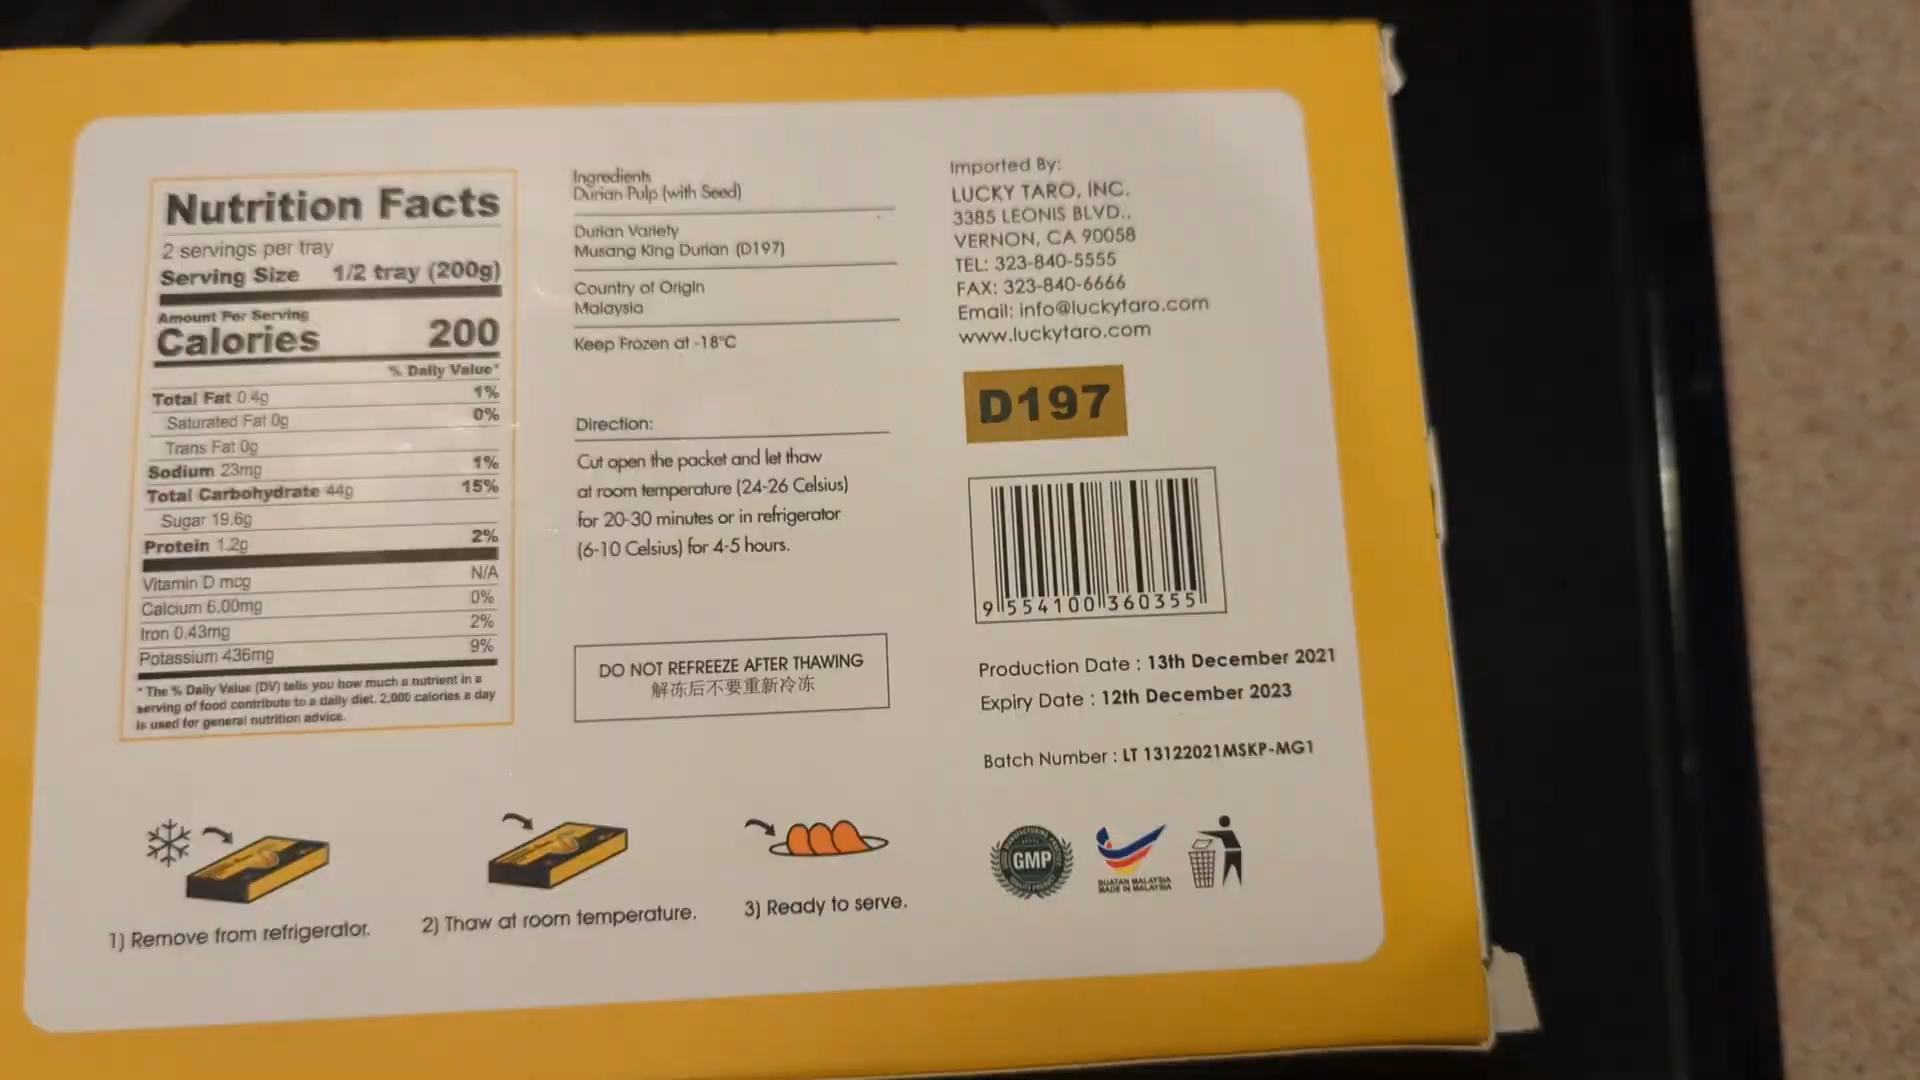 Nutrition Facts
2 servings per tray
Serving Size 1/2 tray (200g)
Amount Per Serving
Calories 200
% Daily Value*
Total Fat 0.4g 1%
Saturated Fat 0g 0%
Trans Fat 0g
Sodium 23mg 1%
Total Carbohydrate 44g 15%
Sugar 19.6g
Protein 1.2g 2%
Vitamin D mcg N/A
Calcium 6.00mg 0%
Iron 0.43mg 2%
Potassium 436mg 9%
* The % Daily Value (DV) tells you how much a nutrient in a
serving of food contribute to a daily diet. 2,000 calories a day
is used for general nutrition advice.
Ingredients
Durian Pulp (with Seed)
Durian Variety
Musang King Durian (D197)
Country of Origin
Malaysia
Keep Frozen at -18°C
Direction:
Cut open the packet and let thaw
at room temperature (24-26 Celsius)
for 20-30 minutes or in refrigerator
(6-10 Celsius) for 4-5 hours.
DO NOT REFREEZE AFTER THAWING
解冻后不要重新冷冻
Imported By:
LUCKY TARO, INC.
3385 LEONIS BLVD.,
VERNON, CA 90058
TEL: 323-840-5555
FAX: 323-840-6666
Email: info@luckytaro.com
www.luckytaro.com
D197
9 554100 360355
Production Date : 13th December 2021
Expiry Date : 12th December 2023
Batch Number : LT 13122021MSKP-MG1
GMP
BUATAN MALAYSIA
MADE IN MALAYSIA
1) Remove from refrigerator.
2) Thaw at room temperature.
3) Ready to serve.